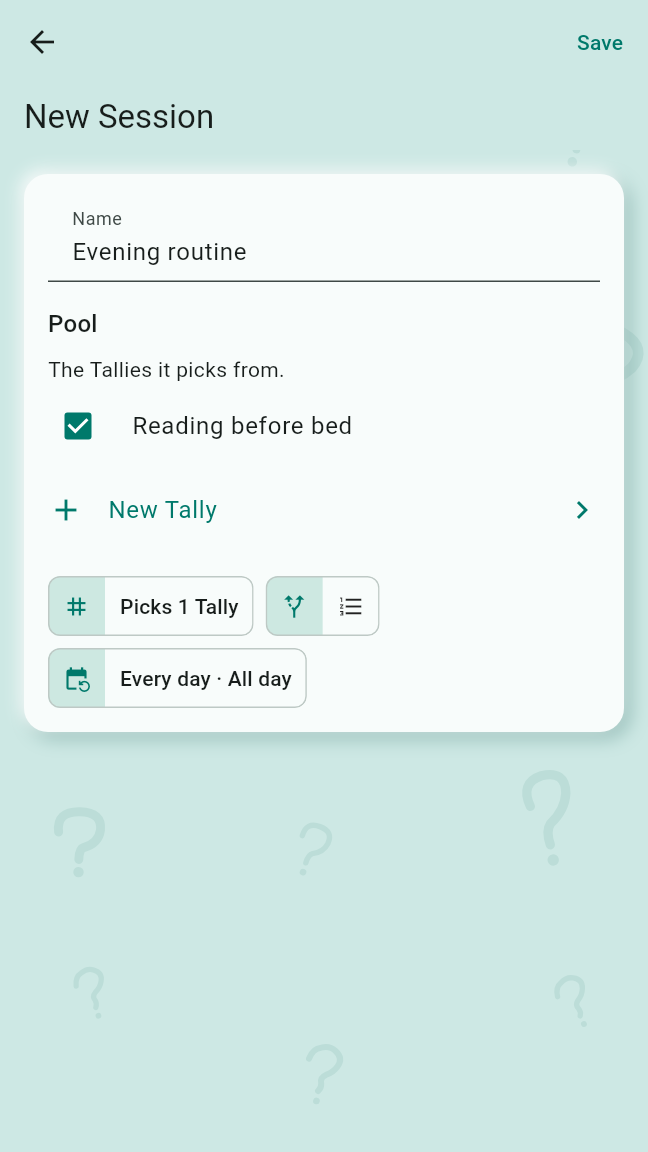 Save
New Session
Name
Evening routine
Pool
The Tallies it picks from.
Reading before bed
New Tally
Picks 1 Tally
Every day · All day